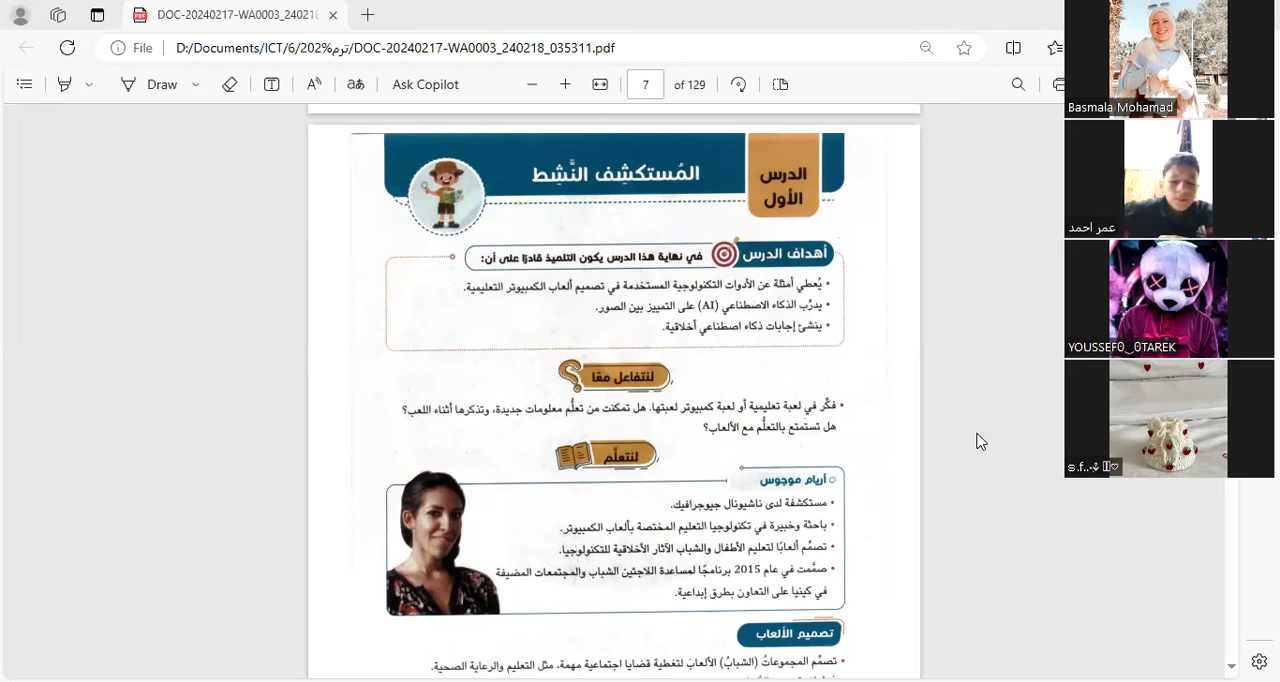 DOC-20240217-WA0003_240218
File
D:/Documents/ICT/6/202%ترم/DOC-20240217-WA0003_240218_035311.pdf
Draw
Ask Copilot
7 of 129
الدرس الأول
المُستكشِف النَّشِط
أهداف الدرس
في نهاية هذا الدرس يكون التلميذ قادرًا على أن:
• يُعطي أمثلة عن الأدوات التكنولوجية المستخدمة في تصميم ألعاب الكمبيوتر التعليمية.
• يدرِّب الذكاء الاصطناعي (AI) على التمييز بين الصور.
• ينشئ إجابات ذكاء اصطناعي أخلاقية.
لنتفاعل معًا
• فكِّر في لعبة تعليمية أو لعبة كمبيوتر لعبتها. هل تمكنت من تعلُّم معلومات جديدة، وتذكرها أثناء اللعب؟
هل تستمتع بالتعلُّم مع الألعاب؟
لنتعلَّم
أريام موجوس
• مستكشفة لدى ناشيونال جيوجرافيك.
• باحثة وخبيرة في تكنولوجيا التعليم المختصة بألعاب الكمبيوتر.
• تصمِّم ألعابًا لتعليم الأطفال والشباب الآثار الأخلاقية للتكنولوجيا.
• صمَّمت في عام 2015 برنامجًا لمساعدة اللاجئين الشباب والمجتمعات المضيفة
في كينيا على التعاون بطرق إبداعية.
تصميم الألعاب
• تصمِّم المجموعاتُ (الشبابُ) الألعابَ لتغطية قضايا اجتماعية مهمة، مثل التعليم والرعاية الصحية.
Basmala Mohamad
عمر احمد
YOUSSEF0_0TAREK
s.f..